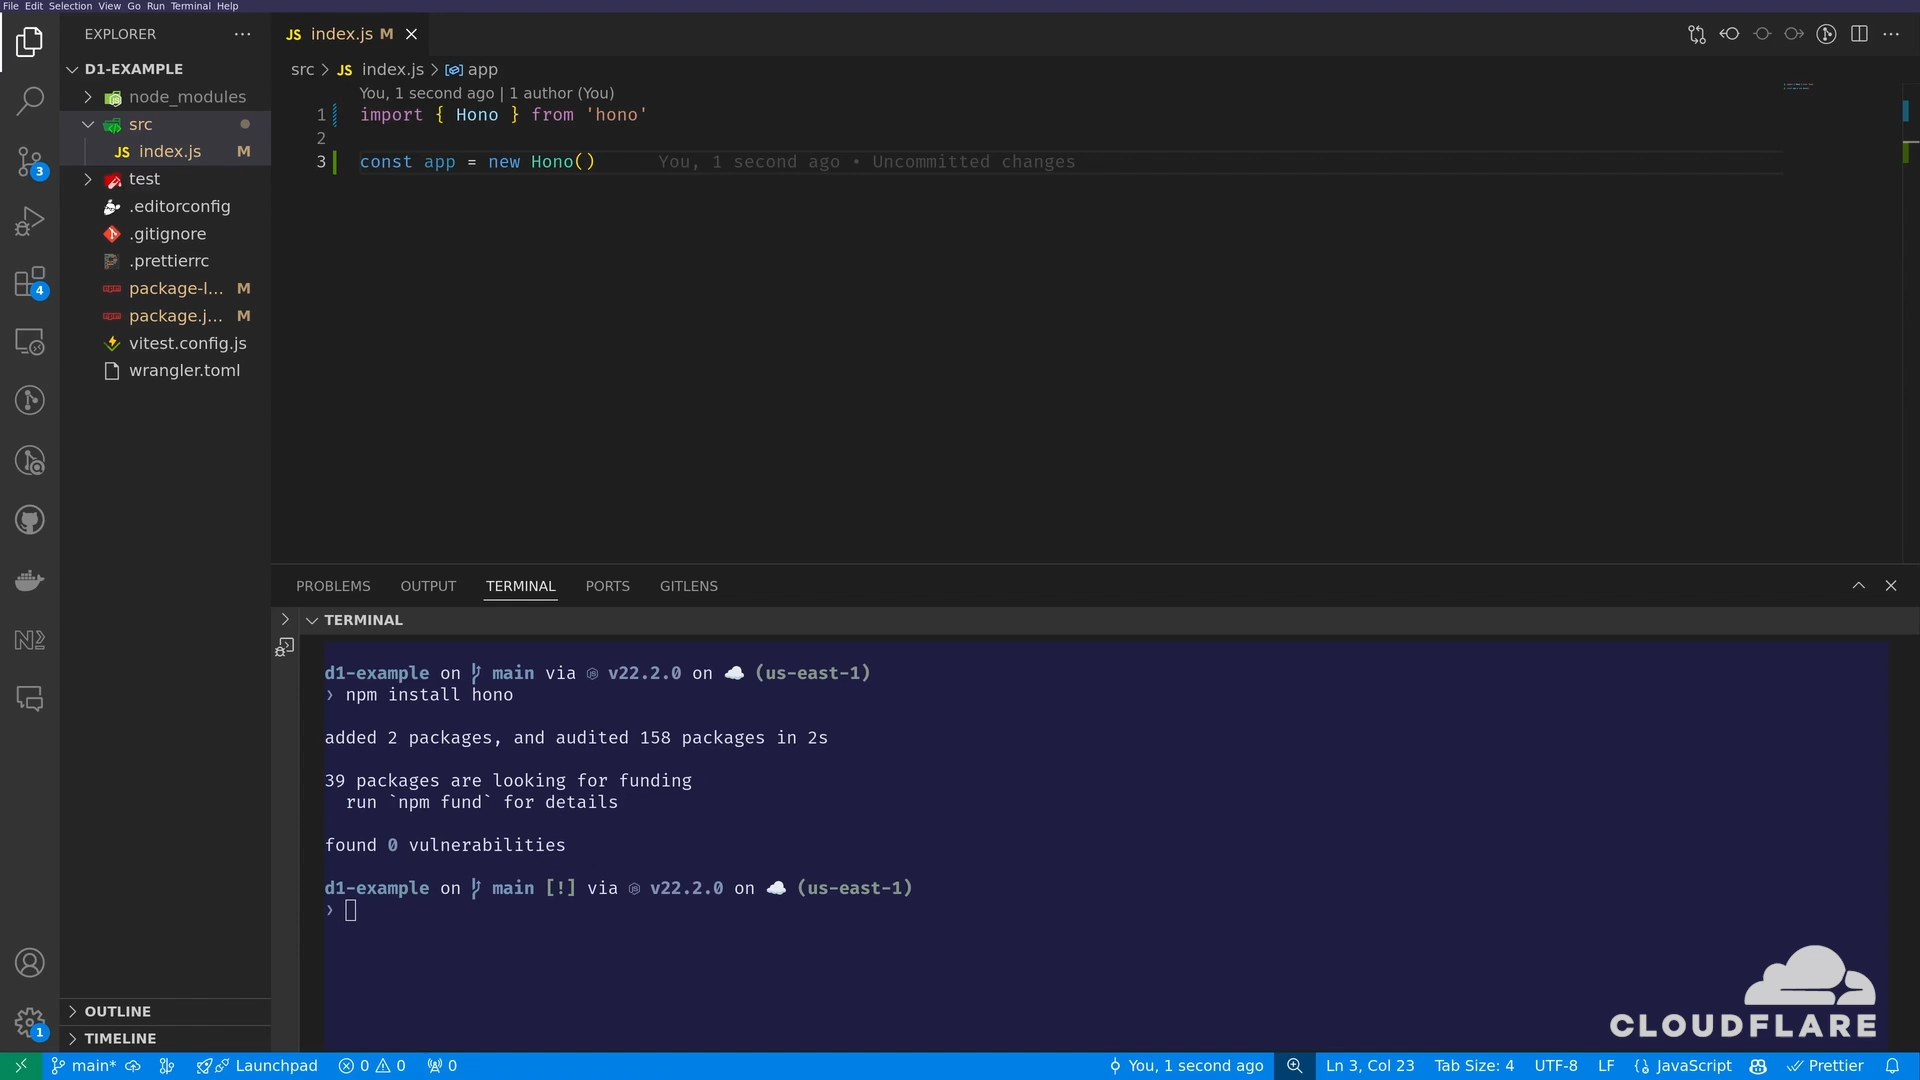 File Edit Selection View Go Run Terminal Help
EXPLORER
D1-EXAMPLE
node_modules
src
JS index.js M
test
.editorconfig
.gitignore
.prettierrc
package-l... M
package.j... M
vitest.config.js
wrangler.toml
OUTLINE
TIMELINE
3
4
1
JS index.js M
src > JS index.js > app
You, 1 second ago | 1 author (You)
1 import { Hono } from 'hono'
2
3 const app = new Hono() You, 1 second ago • Uncommitted changes
PROBLEMS OUTPUT TERMINAL PORTS GITLENS
TERMINAL
d1-example on main via v22.2.0 on ☁️ (us-east-1)
❯ npm install hono
added 2 packages, and audited 158 packages in 2s
39 packages are looking for funding
run `npm fund` for details
found 0 vulnerabilities
d1-example on main [!] via v22.2.0 on ☁️ (us-east-1)
❯
CLOUDFLARE
main* Launchpad 0 0 0 You, 1 second ago Ln 3, Col 23 Tab Size: 4 UTF-8 LF {} JavaScript Prettier